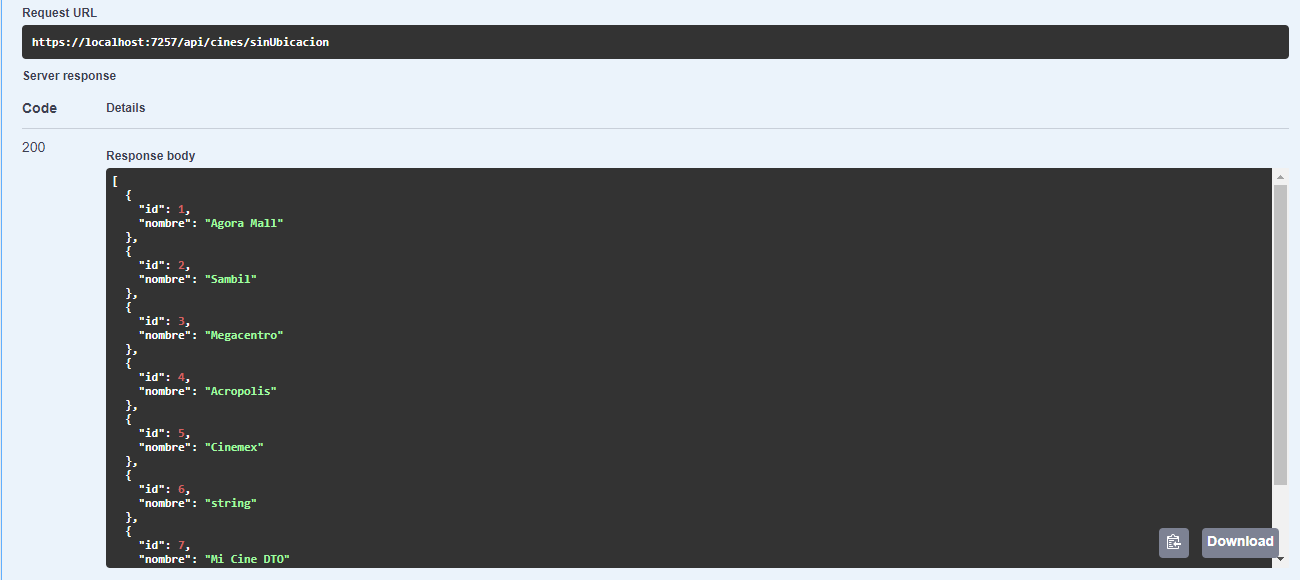 Request URL
https://localhost:7257/api/cines/sinUbicacion
Server response
Code Details
200
Response body
[
  {
    "id": 1,
    "nombre": "Agora Mall"
  },
  {
    "id": 2,
    "nombre": "Sambil"
  },
  {
    "id": 3,
    "nombre": "Megacentro"
  },
  {
    "id": 4,
    "nombre": "Acropolis"
  },
  {
    "id": 5,
    "nombre": "Cinemex"
  },
  {
    "id": 6,
    "nombre": "string"
  },
  {
    "id": 7,
    "nombre": "Mi Cine DTO"
Download